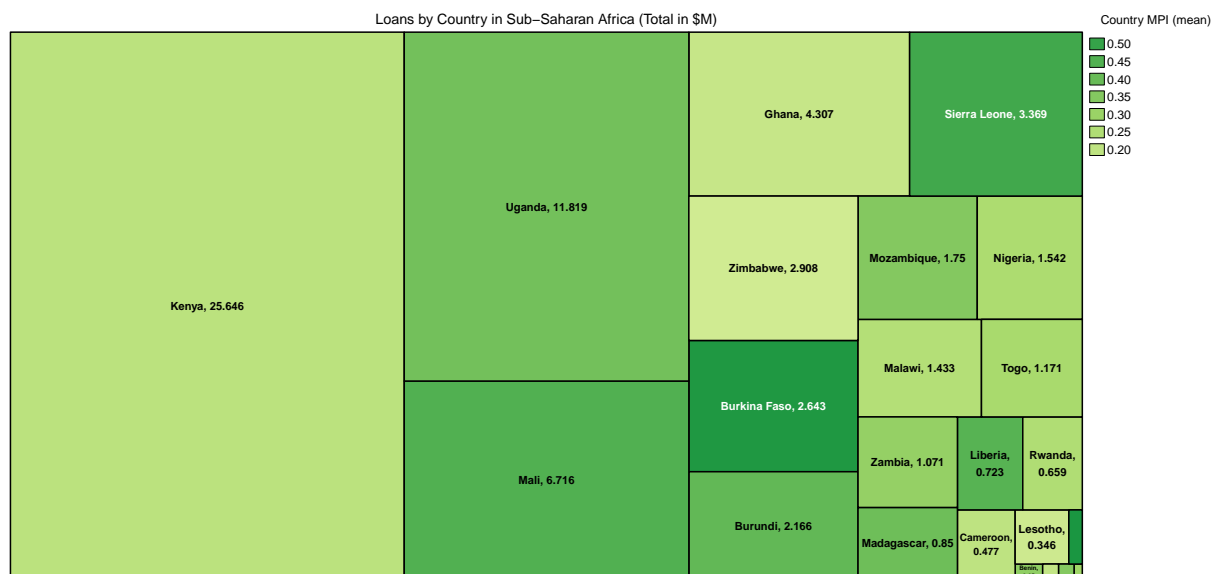 Loans by Country in Sub−Saharan Africa (Total in $M)
Country MPI (mean)
0.50
0.45
0.40
0.35
0.30
0.25
0.20
Kenya, 25.646
Uganda, 11.819
Mali, 6.716
Ghana, 4.307
Sierra Leone, 3.369
Zimbabwe, 2.908
Burkina Faso, 2.643
Burundi, 2.166
Mozambique, 1.75
Nigeria, 1.542
Malawi, 1.433
Togo, 1.171
Zambia, 1.071
Liberia,
0.723
Rwanda,
0.659
Madagascar, 0.85
Cameroon,
0.477
Lesotho,
0.346
Benin,